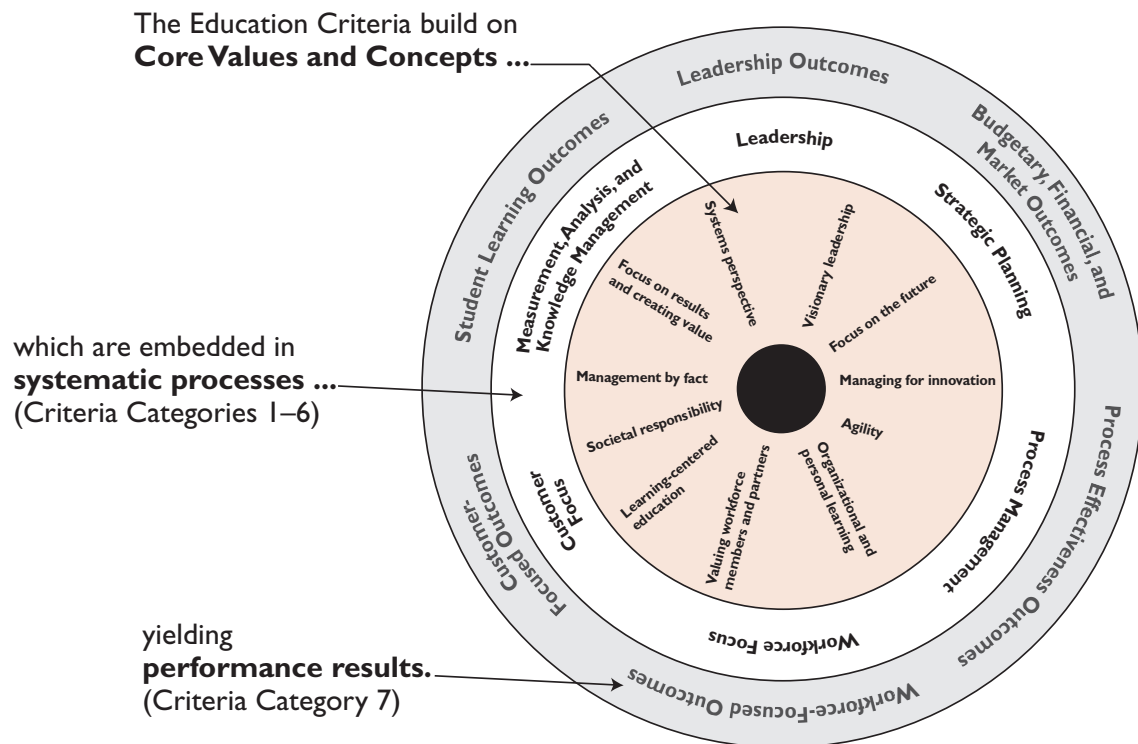 The Education Criteria build on
Core Values and Concepts ...
which are embedded in
systematic processes ...
(Criteria Categories 1–6)
yielding
performance results.
(Criteria Category 7)
Leadership Outcomes
Budgetary, Financial, and
Market Outcomes
Process Effectiveness Outcomes
Workforce-Focused Outcomes
Customer-
Focused Outcomes
Student Learning Outcomes
Leadership
Strategic Planning
Process Management
Workforce Focus
Customer
Focus
Measurement, Analysis, and
Knowledge Management
Systems perspective
Visionary leadership
Focus on the future
Managing for innovation
Agility
Organizational and
personal learning
Valuing workforce
members and partners
Learning-centered
education
Societal responsibility
Management by fact
Focus on results
and creating value